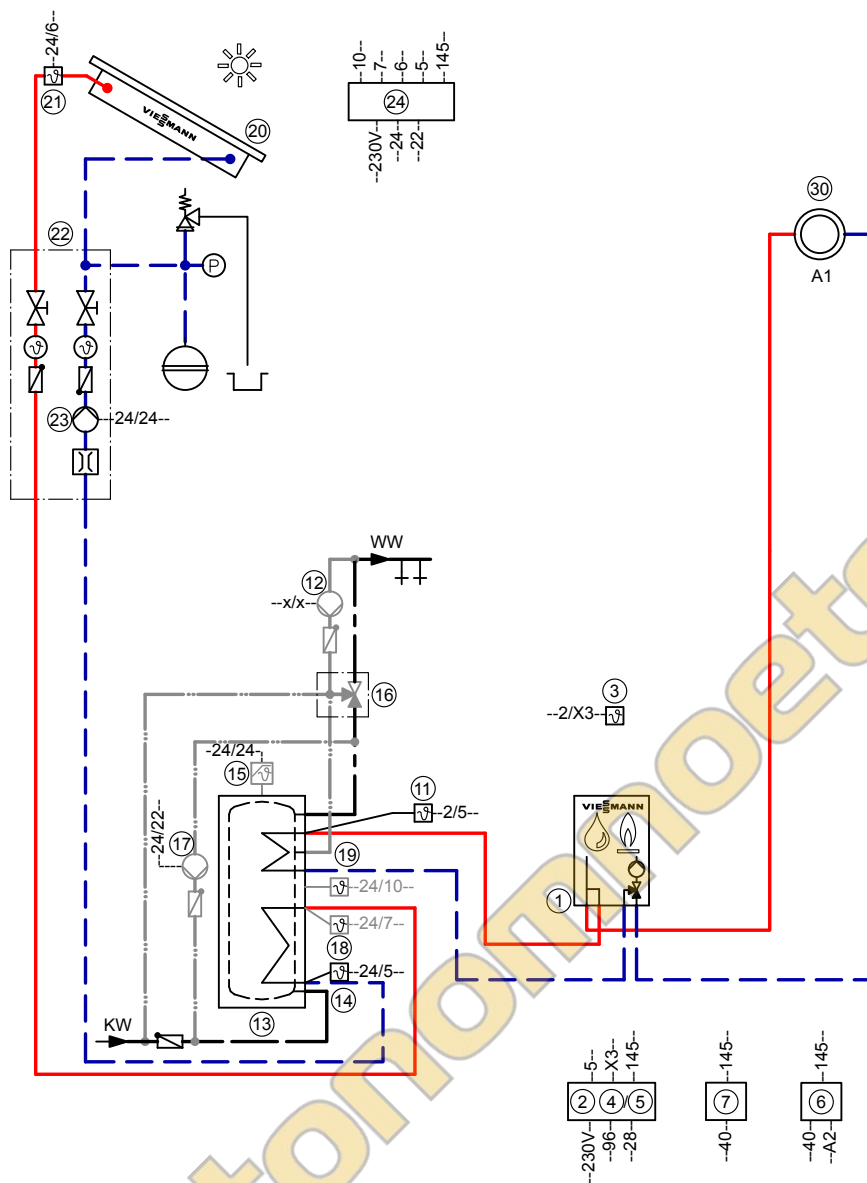 --24/6--
10--
7--
6--
5--
145--
21
VIESSMANN
20
24
--230V--
--24
--22
22
P
30
A1
ϑ
ϑ
ϑ
23
---24/24--
WW
12
--x/x--
16
3
--2/X3--
ϑ
-24/24-
15
ϑ
11
ϑ
--2/5--
24/22--
17
19
ϑ
--24/10--
ϑ
--24/7--
18
ϑ
--24/5--
14
13
KW
VIESSMANN
1
--5--
--X3--
--145--
2
4
/
5
--230V--
--96
--28--
--145--
7
--40--
--145--
6
--40
--A2--
tonomnoeto